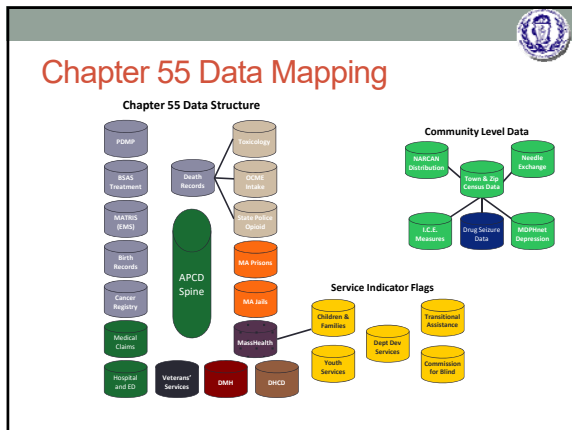 Chapter 55 Data Mapping
Chapter 55 Data Structure
PDMP
BSAS
Treatment
MATRIS
(EMS)
Birth
Records
Cancer
Registry
Medical
Claims
Hospital
and ED
Death
Records
APCD
Spine
Veterans'
Services
DMH
DHCD
Toxicology
OCME
Intake
State Police
Opioid
MA Prisons
MA Jails
MassHealth
Community Level Data
NARCAN
Distribution
Town & Zip
Census Data
Needle
Exchange
I.C.E.
Measures
Drug Seizure
Data
MDPHnet
Depression
Service Indicator Flags
Children &
Families
Youth
Services
Dept Dev
Services
Transitional
Assistance
Commission
for Blind